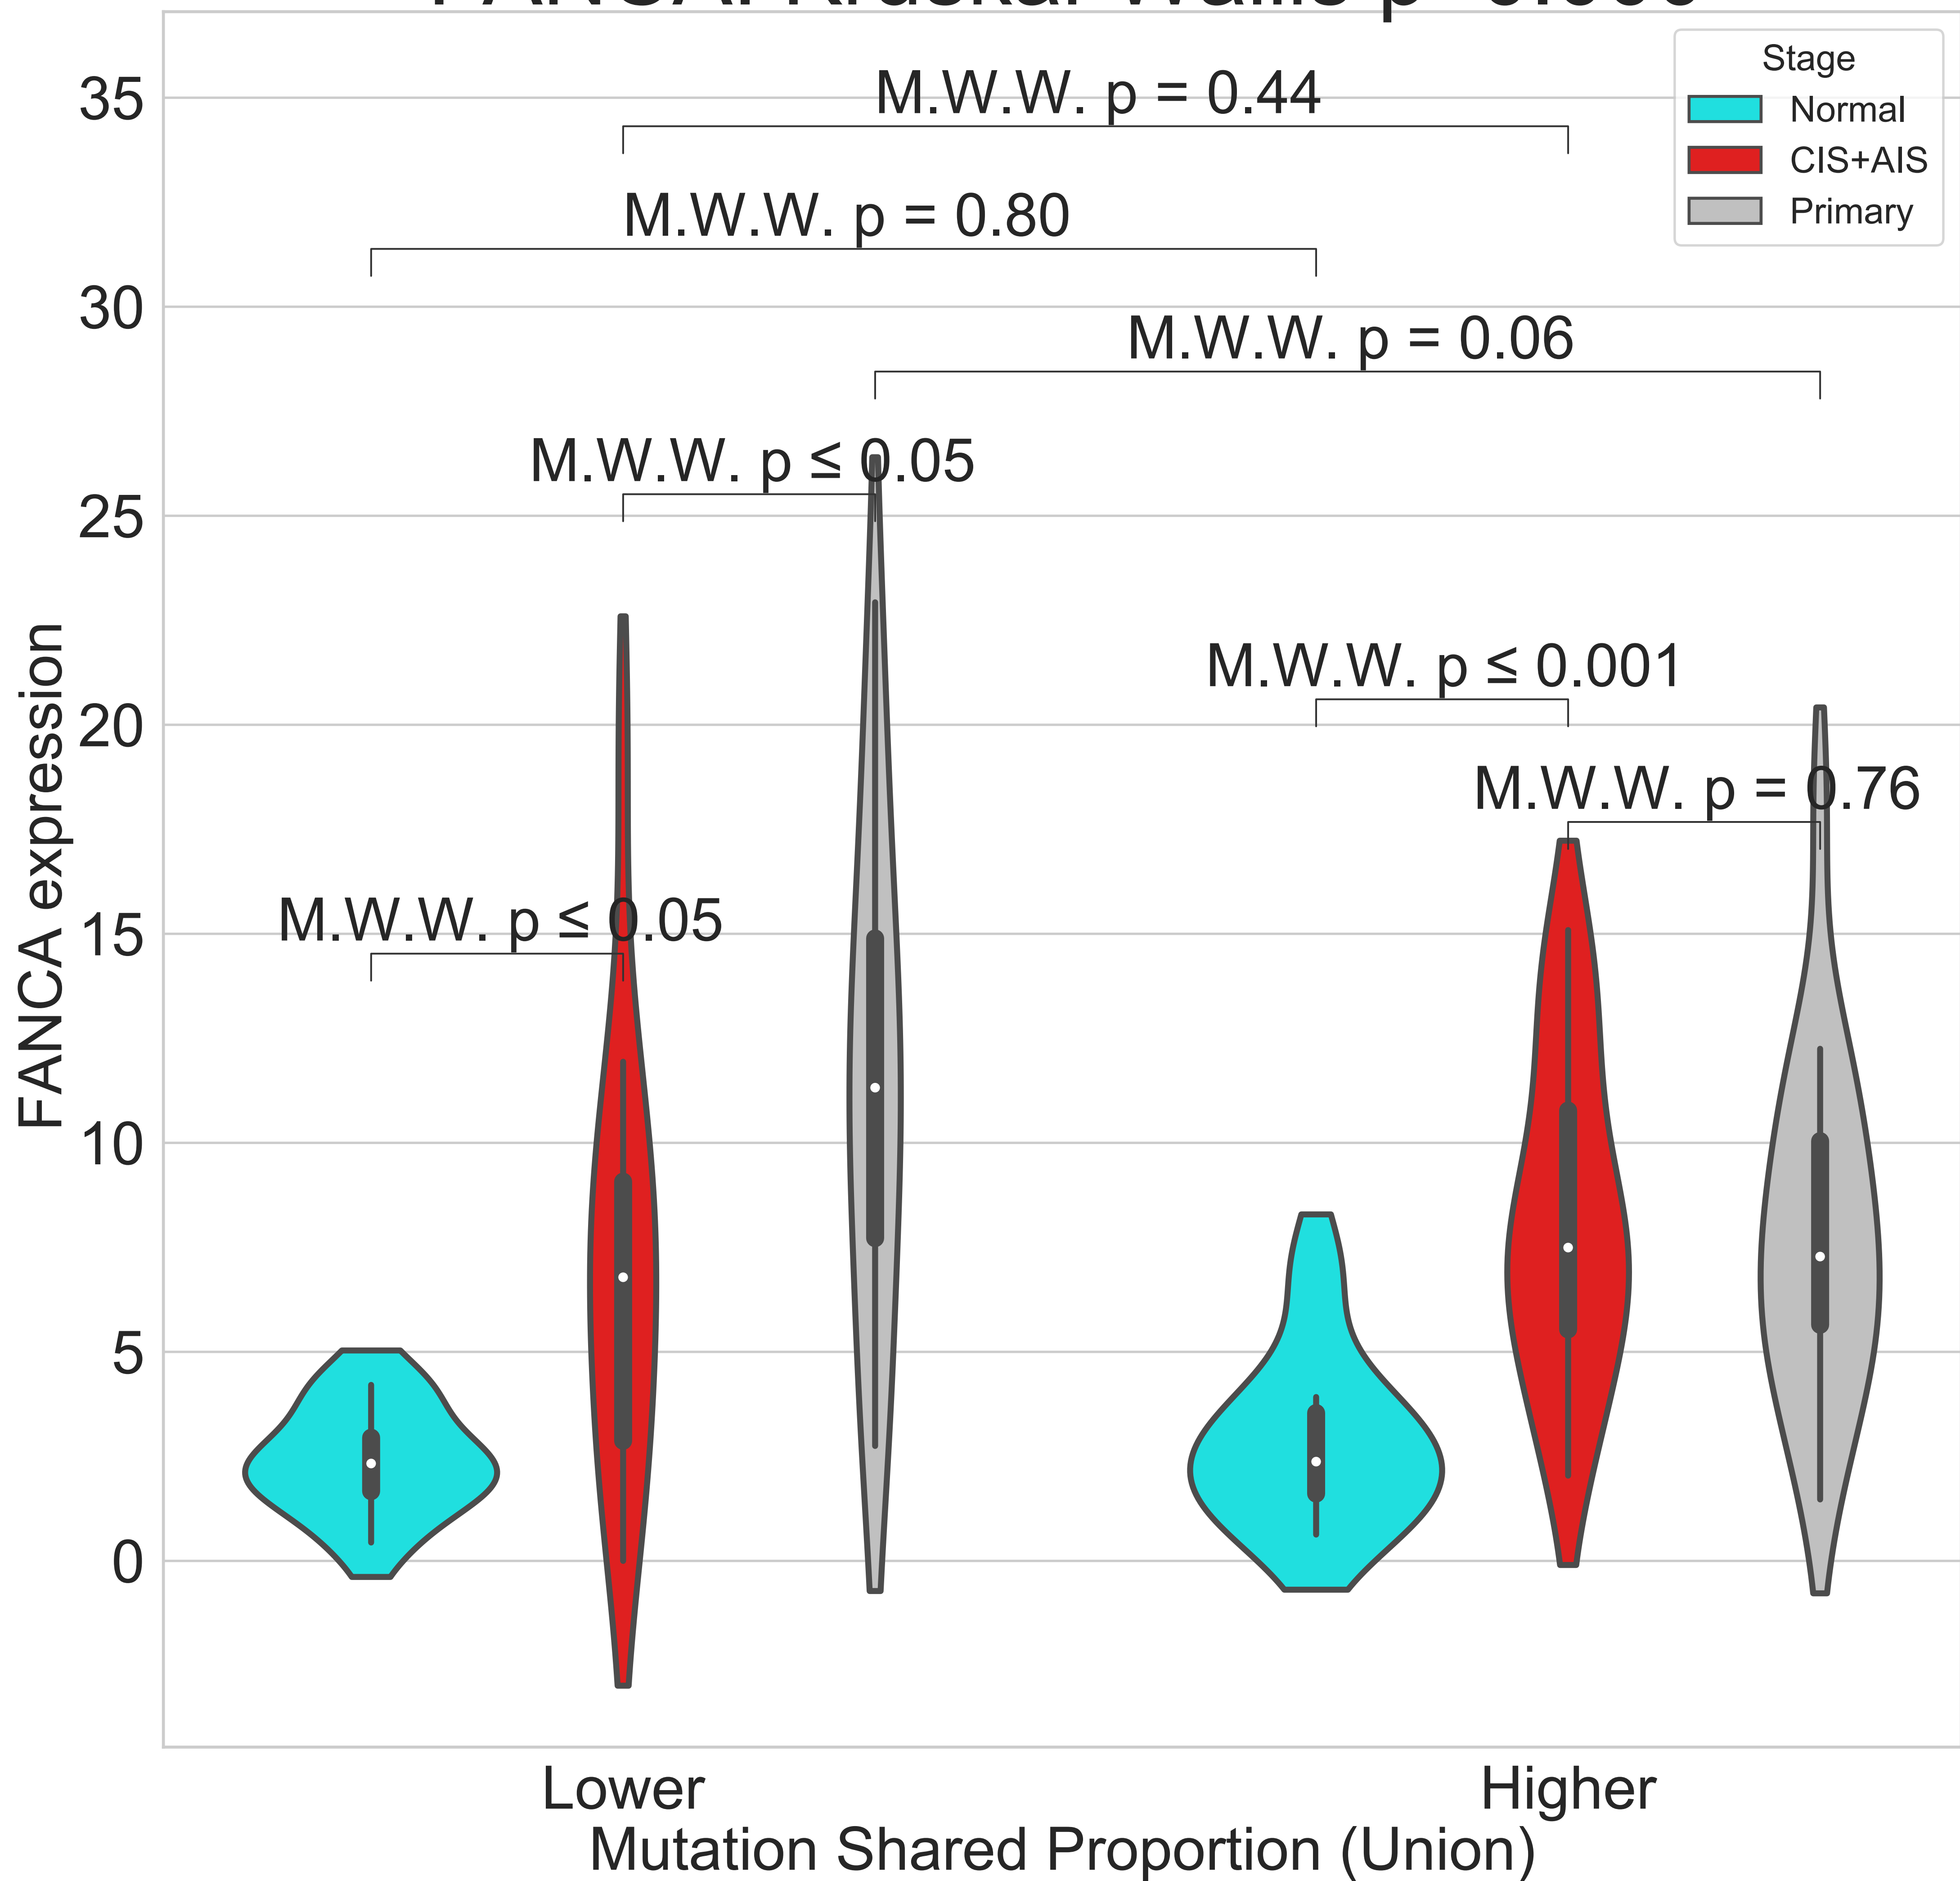 35
30
25
20
15
10
5
0
FANCA expression
M.W.W. p = 0.44
M.W.W. p = 0.80
M.W.W. p = 0.06
M.W.W. p ≤ 0.05
M.W.W. p ≤ 0.001
M.W.W. p = 0.76
M.W.W. p ≤ 0.05
Stage
Normal
CIS+AIS
Primary
Lower
Higher
Mutation Shared Proportion (Union)